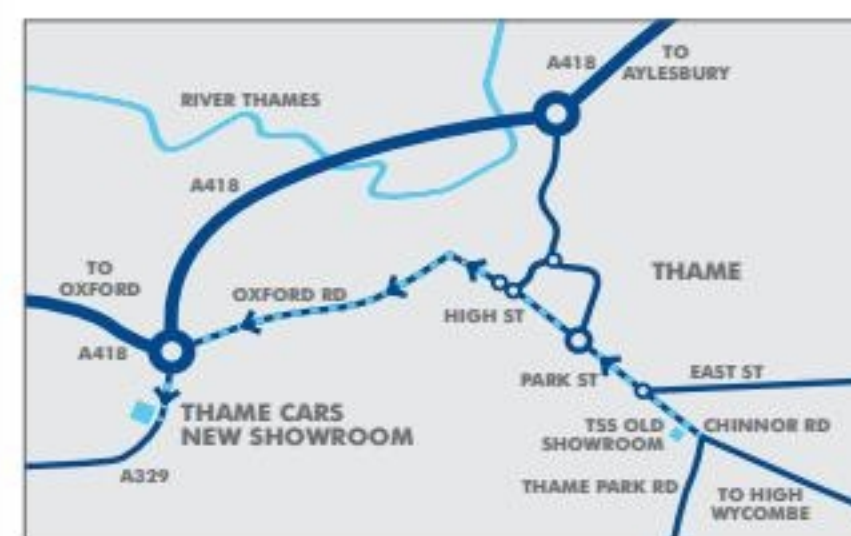 A418
TO
AYLESBURY
RIVER THAMES
A418
TO
OXFORD
OXFORD RD
THAME
HIGH ST
A418
PARK ST
EAST ST
THAME CARS
NEW SHOWROOM
TSS OLD
SHOWROOM
CHINNOR RD
A329
THAME PARK RD
TO HIGH
WYCOMBE